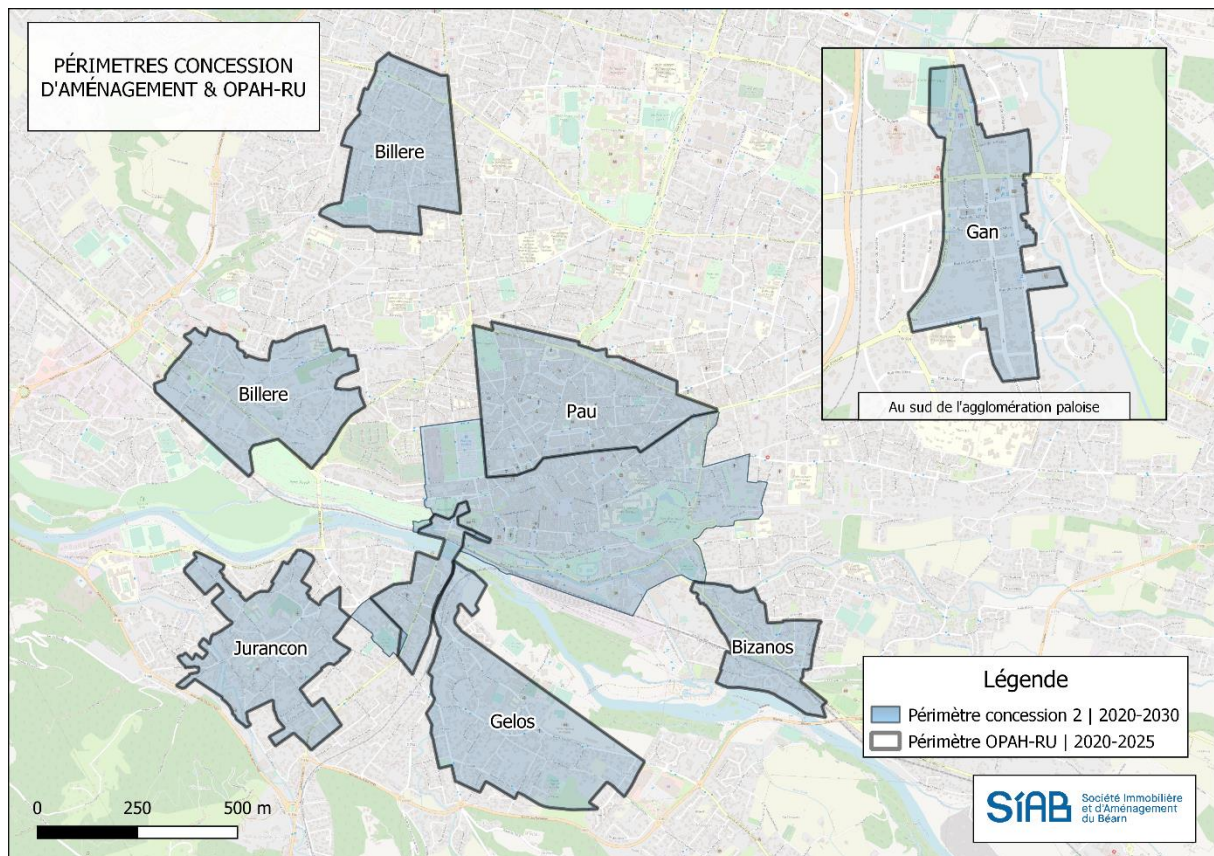 PÉRIMETRES CONCESSION
D'AMÉNAGEMENT & OPAH-RU
Billere
Gan
Au sud de l'agglomération paloise
Billere
Pau
Jurancon
Gelos
Bizanos
Légende
Périmètre concession 2 | 2020-2030
Périmètre OPAH-RU | 2020-2025
0 250 500 m
SIAB
Société Immobilière
et d'Aménagement
du Béarn